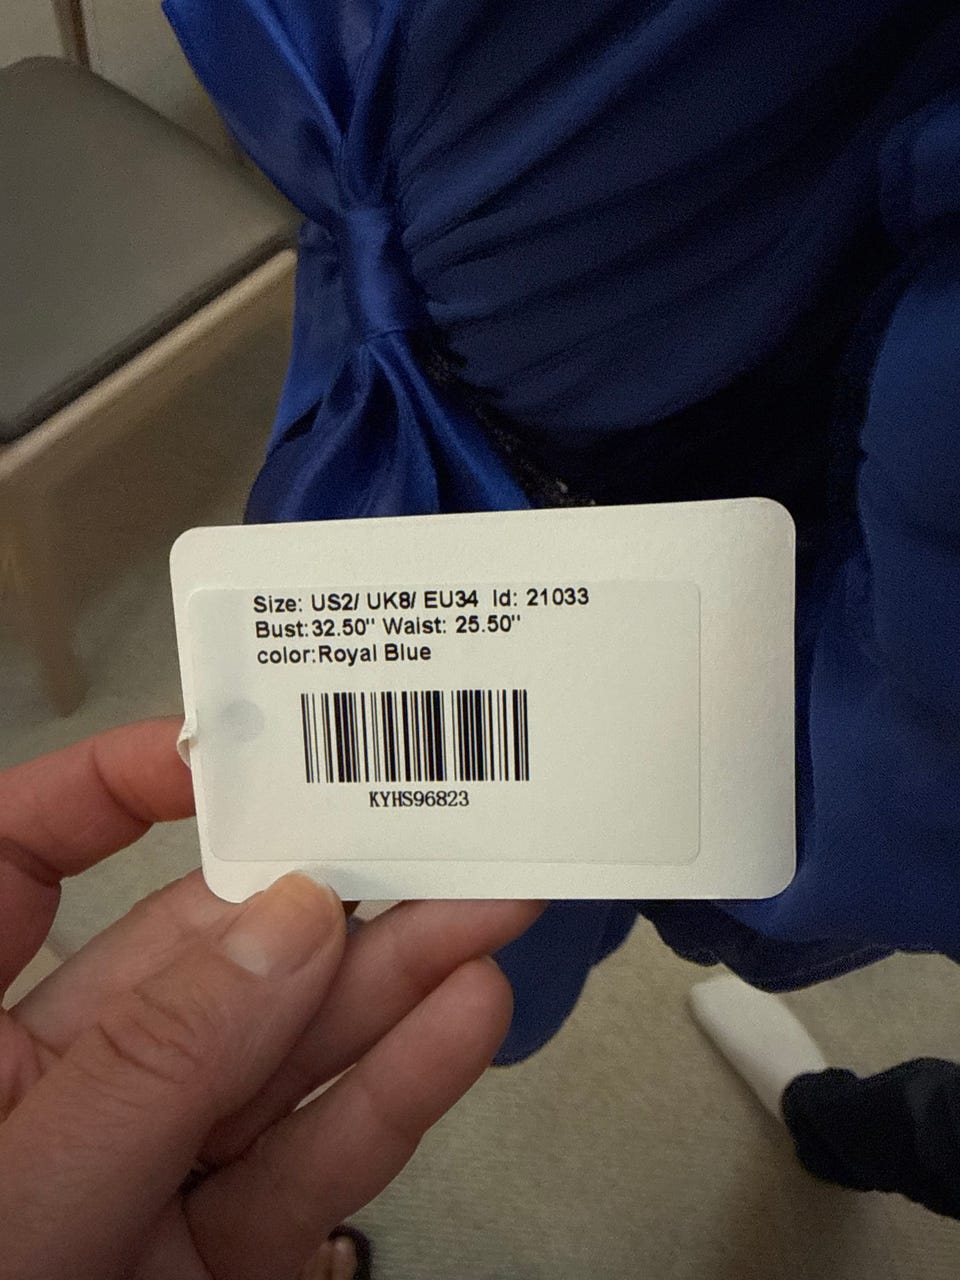 Size: US2/ UK8/ EU34  Id: 21033
Bust:32.50" Waist: 25.50"
color:Royal Blue
KYHS96823